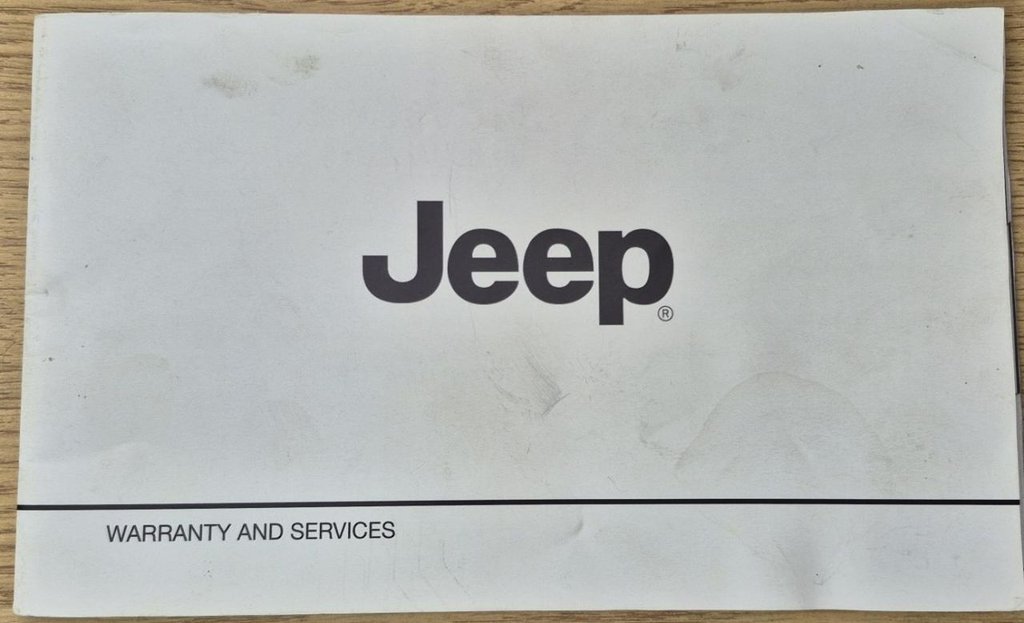 Jeep®
WARRANTY AND SERVICES